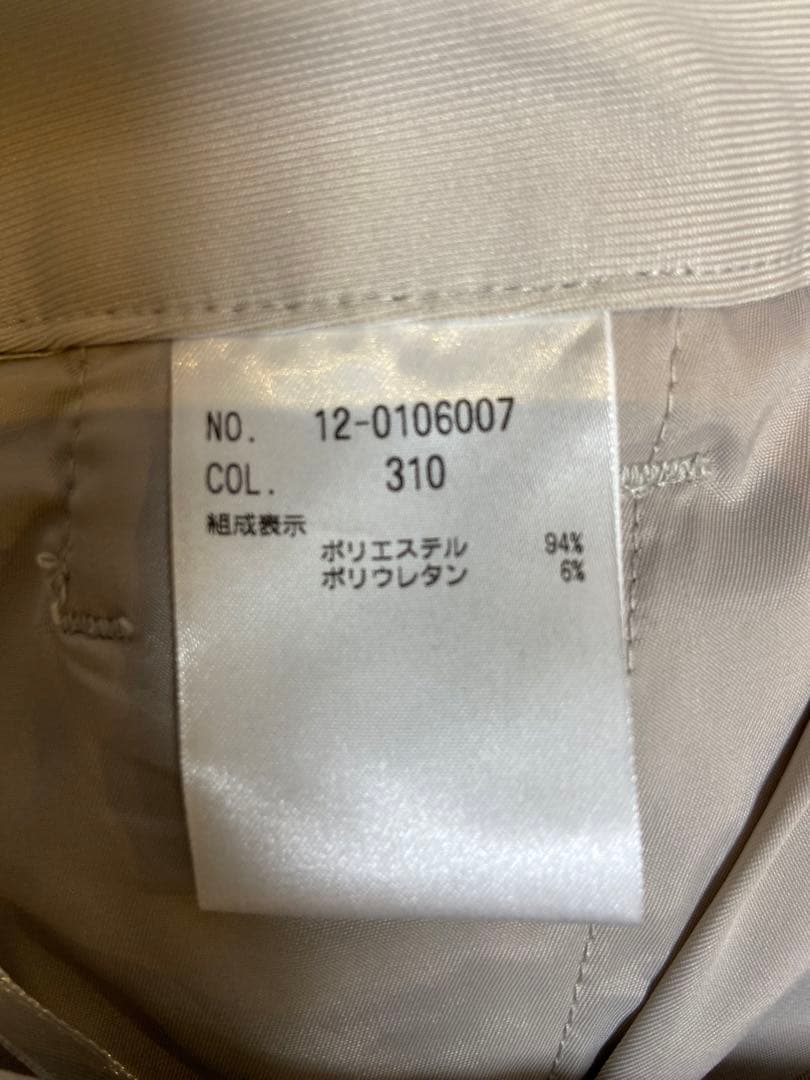 NO. 12-0106007
COL. 310
組成表示
ポリエステル 94%
ポリウレタン 6%